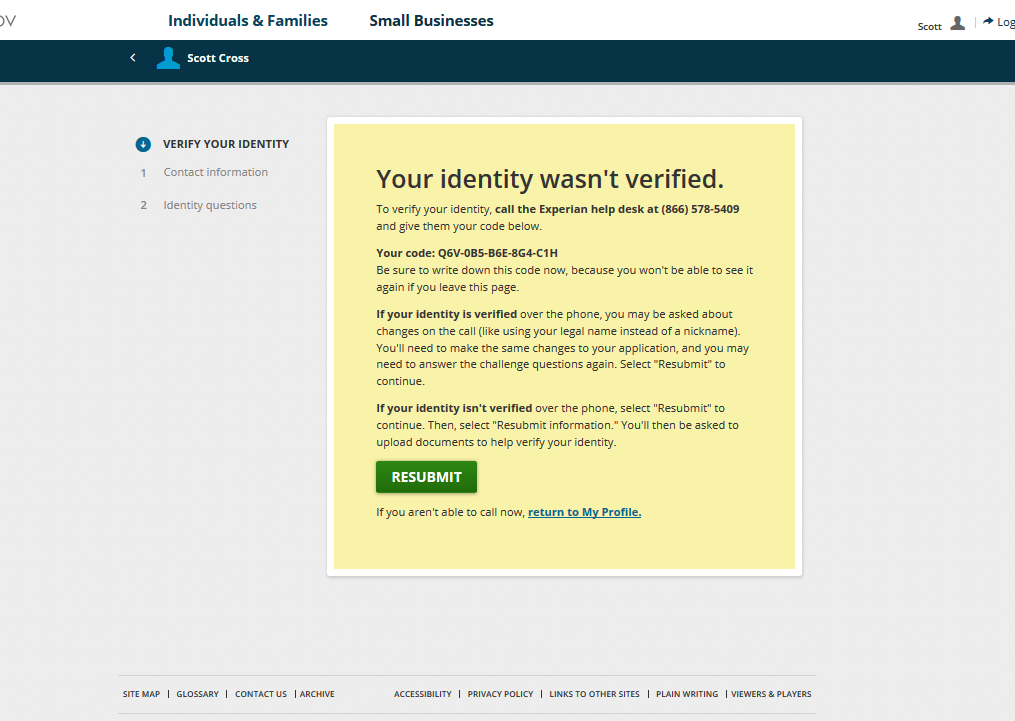 OV
Individuals & Families
Small Businesses
Scott
Log
Scott Cross
VERIFY YOUR IDENTITY
1 Contact information
2 Identity questions
Your identity wasn't verified.
To verify your identity, call the Experian help desk at (866) 578-5409
and give them your code below.
Your code: Q6V-0B5-B6E-8G4-C1H
Be sure to write down this code now, because you won't be able to see it
again if you leave this page.
If your identity is verified over the phone, you may be asked about
changes on the call (like using your legal name instead of a nickname).
You'll need to make the same changes to your application, and you may
need to answer the challenge questions again. Select "Resubmit" to
continue.
If your identity isn't verified over the phone, select "Resubmit" to
continue. Then, select "Resubmit information." You'll then be asked to
upload documents to help verify your identity.
RESUBMIT
If you aren't able to call now, return to My Profile.
SITE MAP | GLOSSARY | CONTACT US | ARCHIVE
ACCESSIBILITY | PRIVACY POLICY | LINKS TO OTHER SITES | PLAIN WRITING | VIEWERS & PLAYERS